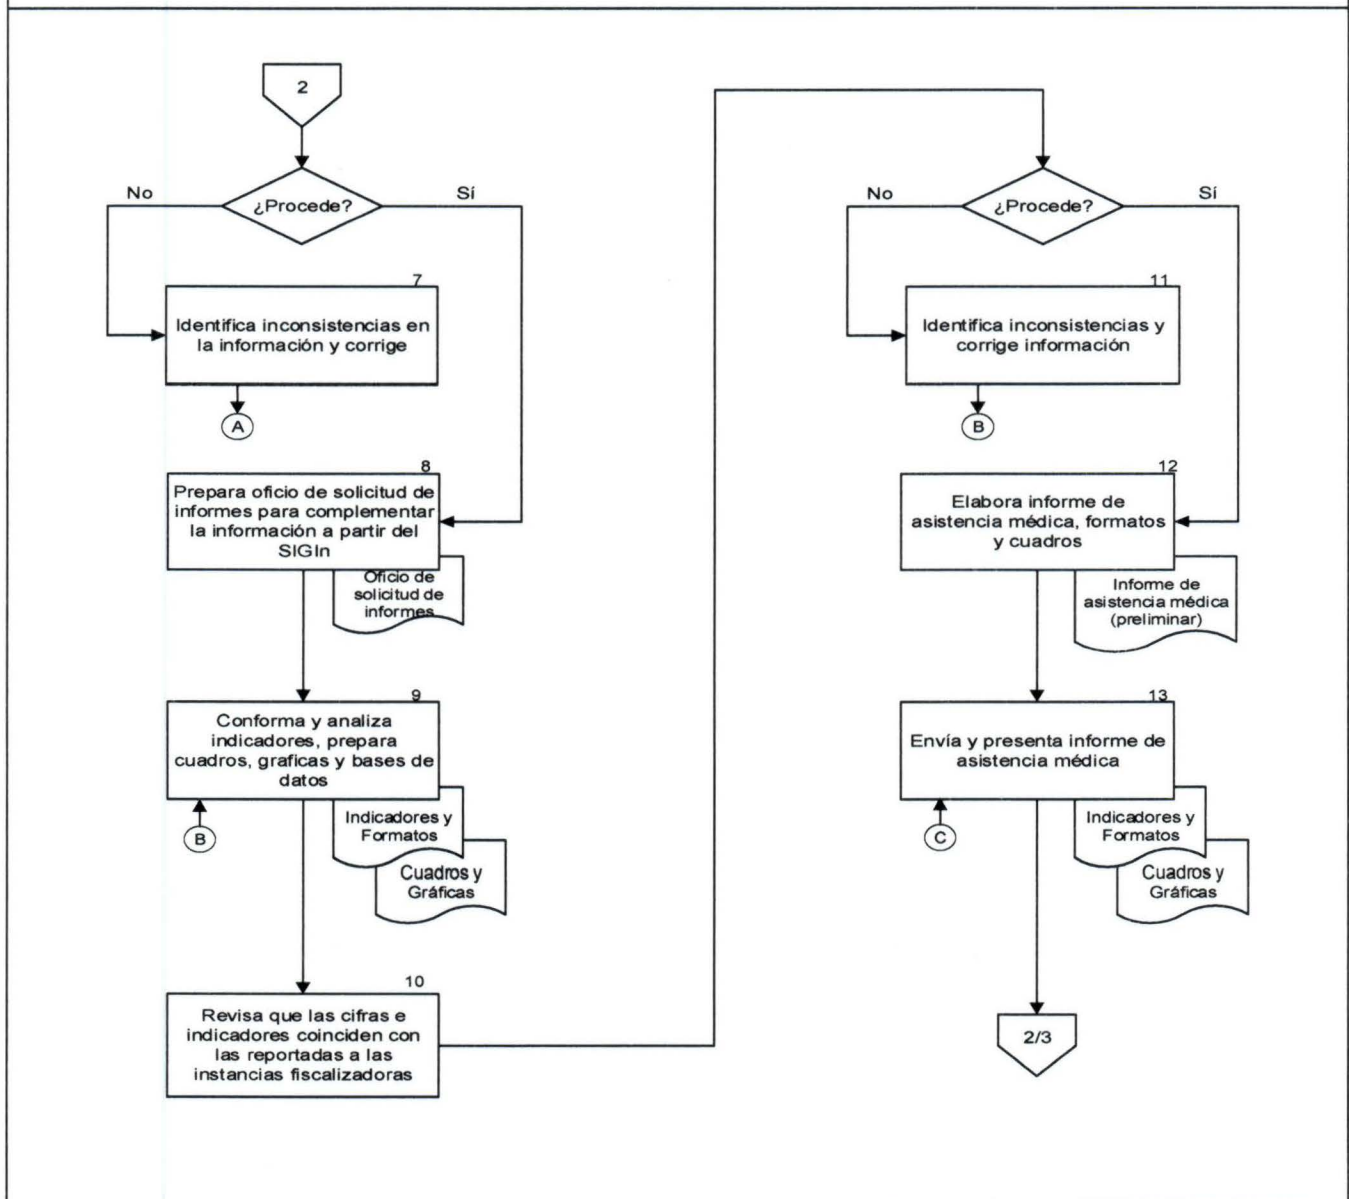 2
No
Sí
¿Procede?
7
Identifica inconsistencias en
la información y corrige
A
8
Prepara oficio de solicitud de
informes para complementar
la información a partir del
SIGIn
Oficio de
solicitud de
informes
9
Conforma y analiza
indicadores, prepara
cuadros, graficas y bases de
datos
B
Indicadores y
Formatos
Cuadros y
Gráficas
10
Revisa que las cifras e
indicadores coinciden con
las reportadas a las
instancias fiscalizadoras
No
Sí
¿Procede?
11
Identifica inconsistencias y
corrige información
B
12
Elabora informe de
asistencia médica, formatos
y cuadros
Informe de
asistencia médica
(preliminar)
13
Envía y presenta informe de
asistencia médica
C
Indicadores y
Formatos
Cuadros y
Gráficas
2/3